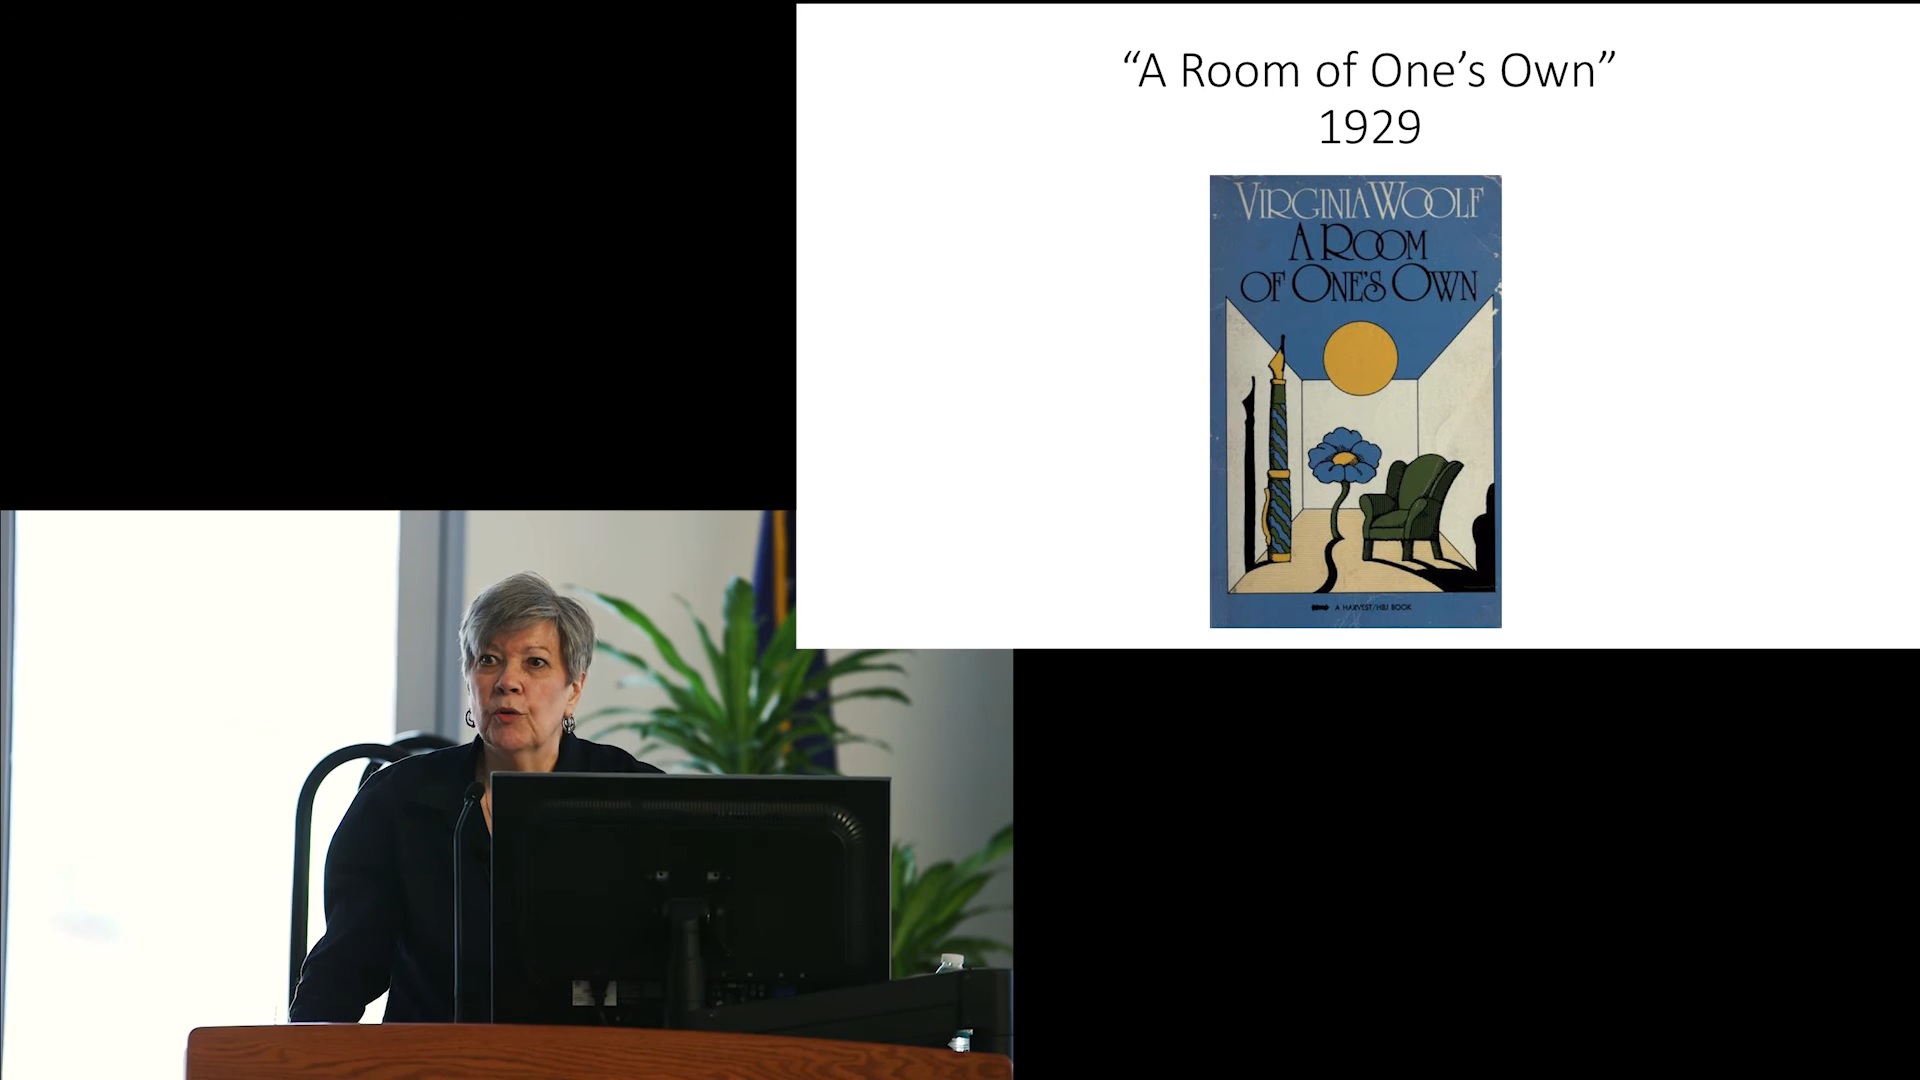 “A Room of One’s Own”
1929
VIRGINIA WOOLF
A ROOM
OF ONE'S OWN
A HARVEST/HBJ BOOK